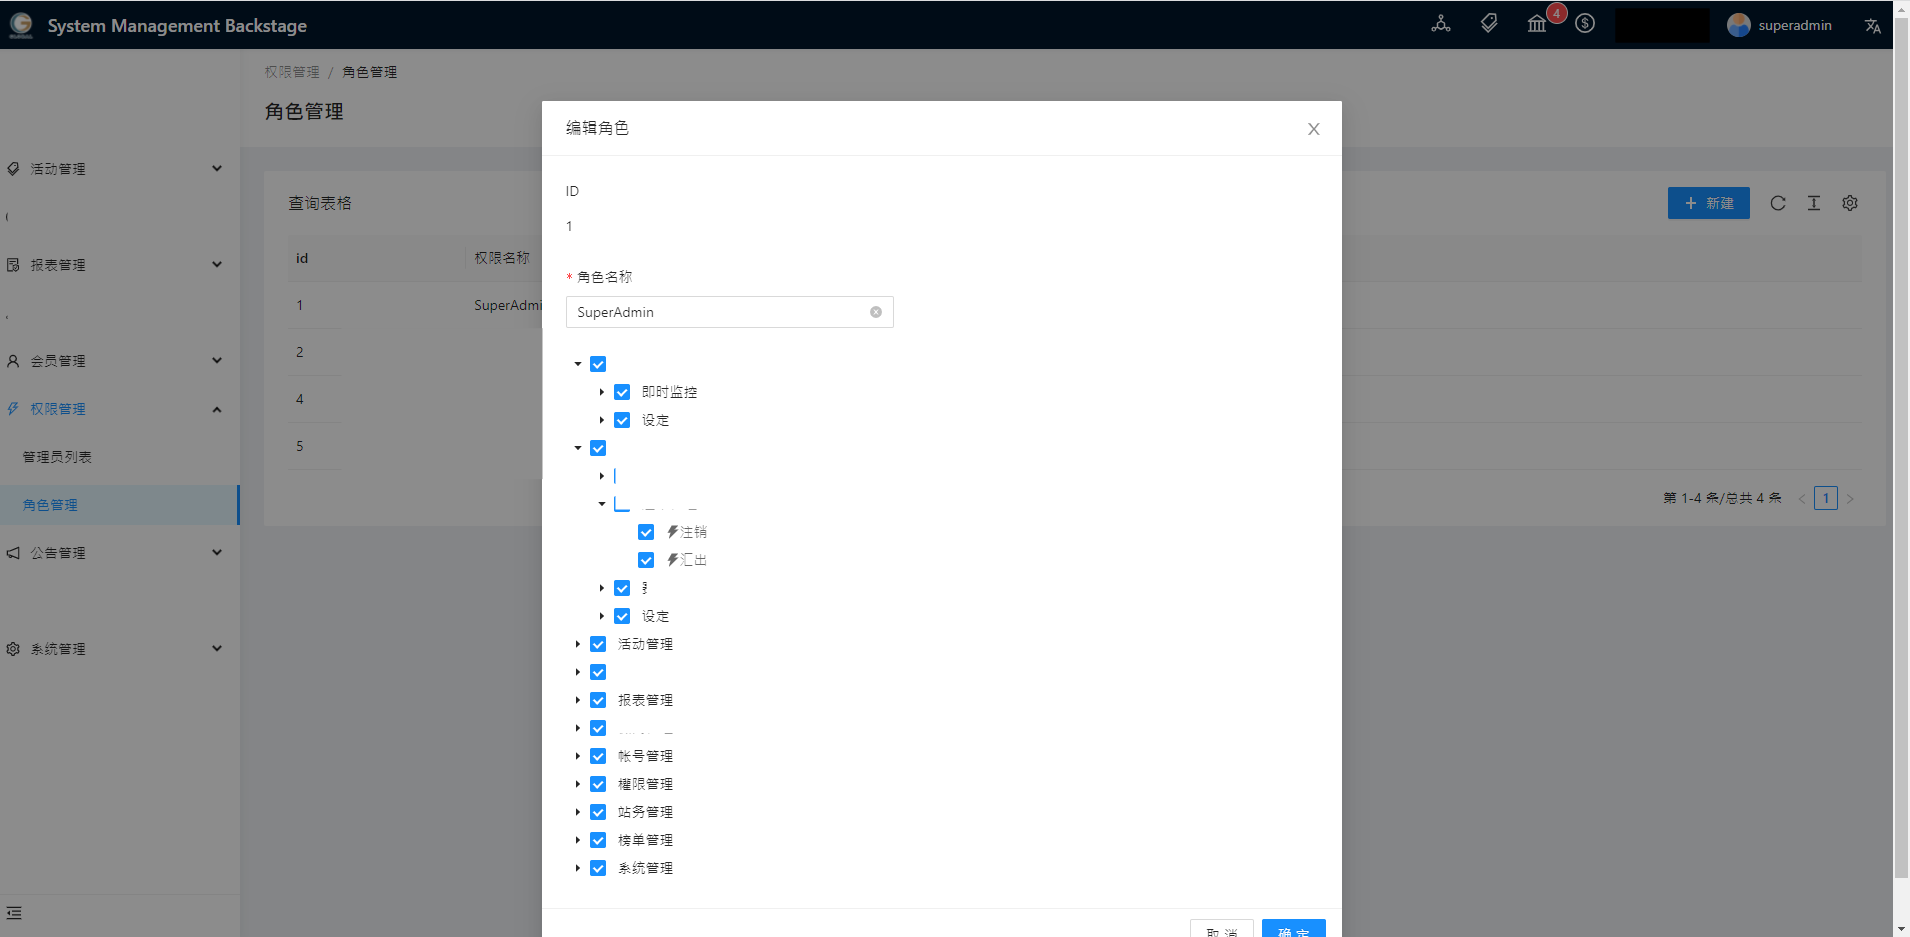 System Management Backstage
4
superadmin
权限管理 / 角色管理
角色管理
活动管理
报表管理
会员管理
权限管理
管理员列表
角色管理
公告管理
系统管理
查询表格
新建
id 权限名称
1 SuperAdmi
2
4
5
第 1-4 条/总共 4 条
1
编辑角色
ID
1
* 角色名称
SuperAdmin
即时监控
设定
注销
汇出
设定
活动管理
报表管理
帐号管理
權限管理
站务管理
榜单管理
系统管理
取 消
确 定